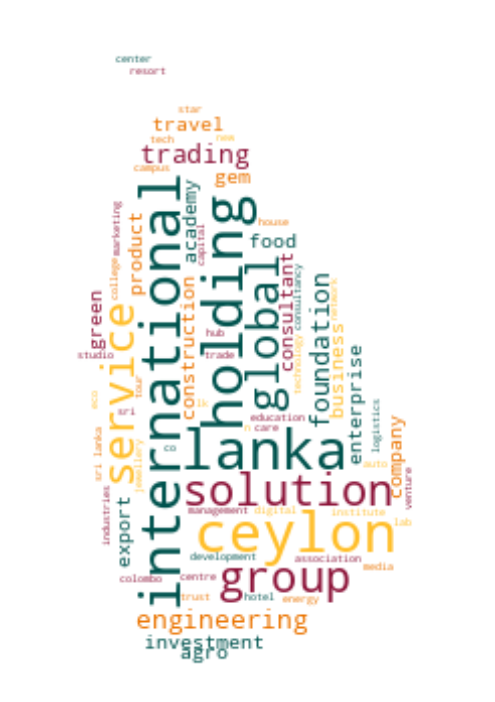 center
resort
star
travel
tech
new
trading
campus
gem
international
holding
academy
marketing
product
capital
house
food
college
global
consultant
consultancy
green
service
construction
foundation
network
business
technology
hub
studio
trade
tour
enterprise
eco
sri
lk
education
care
n
logistics
company
lanka
co
sri lanka
jewellery
auto
venture
solution
industries
export
management
digital
institute
ceylon
lab
development
association
media
colombo
centre
group
trust
hotel
energy
engineering
investment
agro